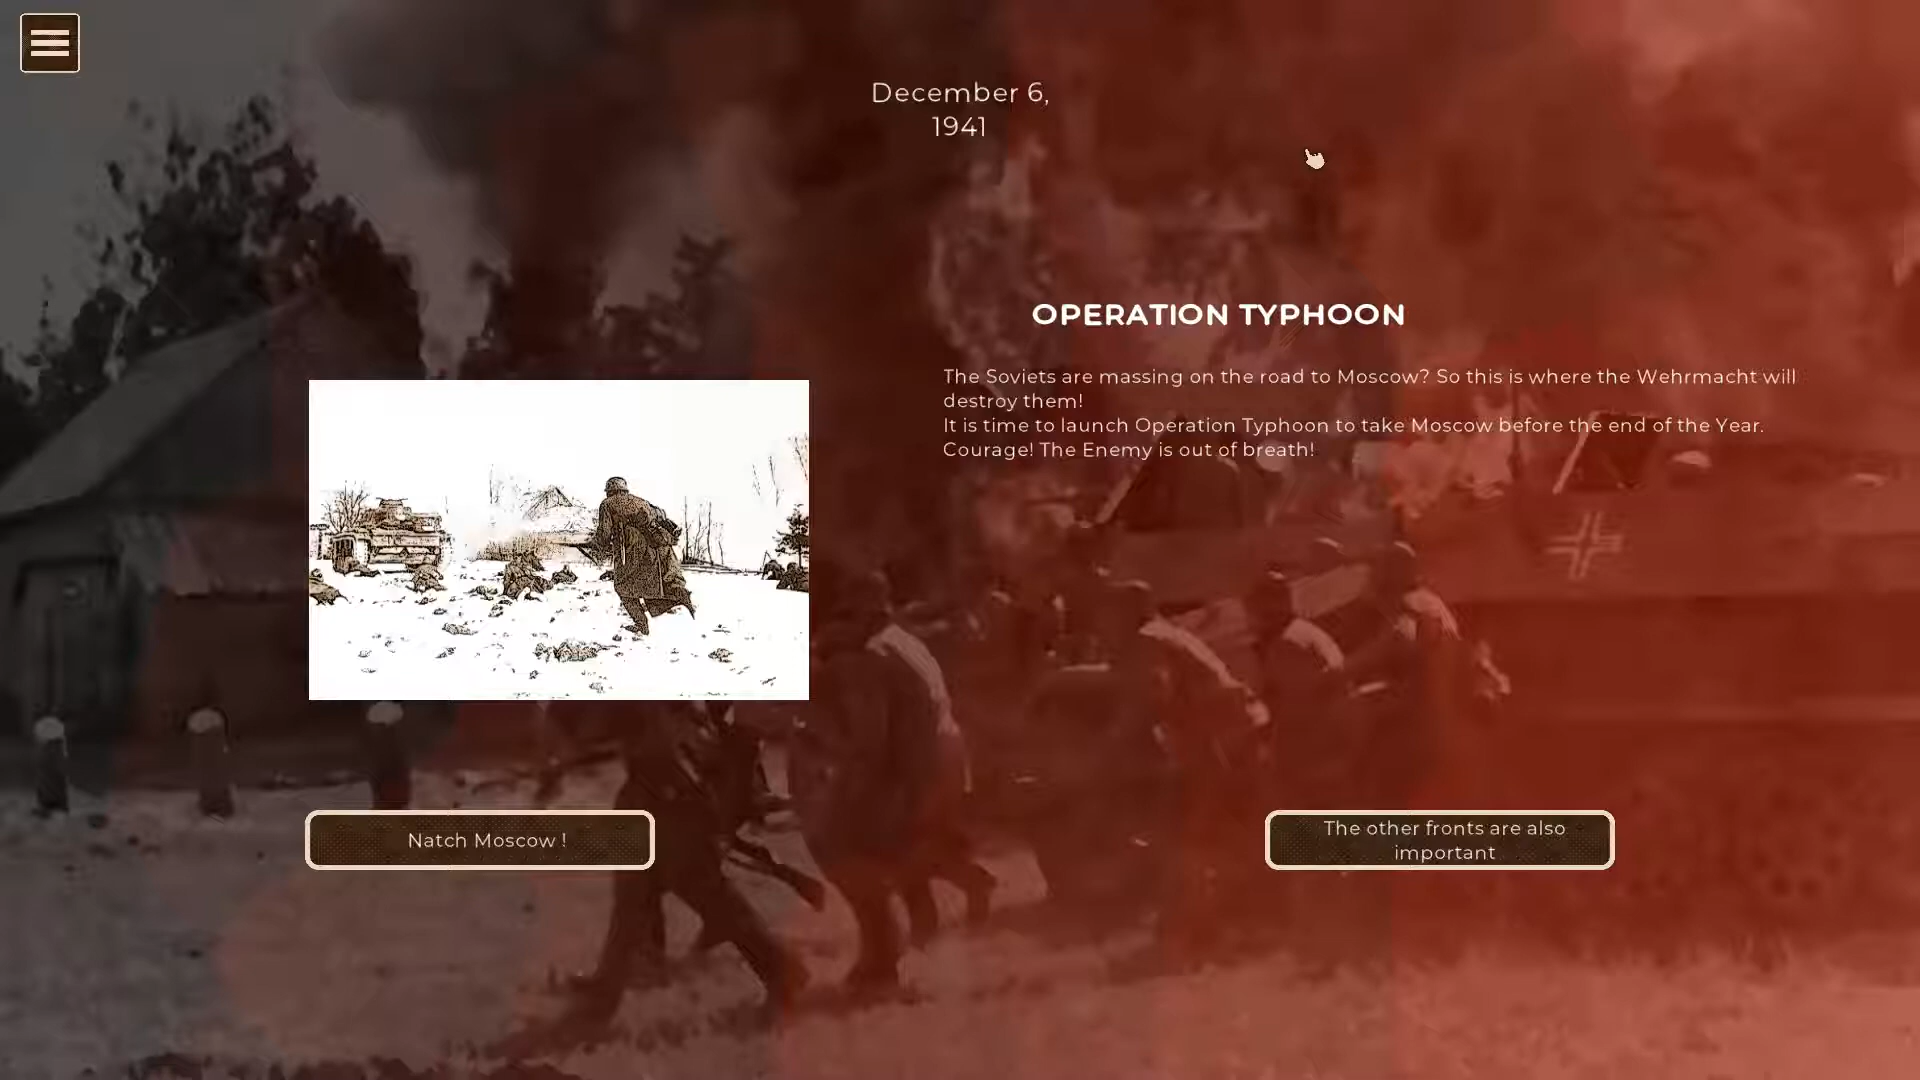 December 6,
1941
OPERATION TYPHOON
The Soviets are massing on the road to Moscow? So this is where the Wehrmacht will
destroy them!
It is time to launch Operation Typhoon to take Moscow before the end of the Year.
Courage! The Enemy is out of breath!
Natch Moscow !
The other fronts are also
important